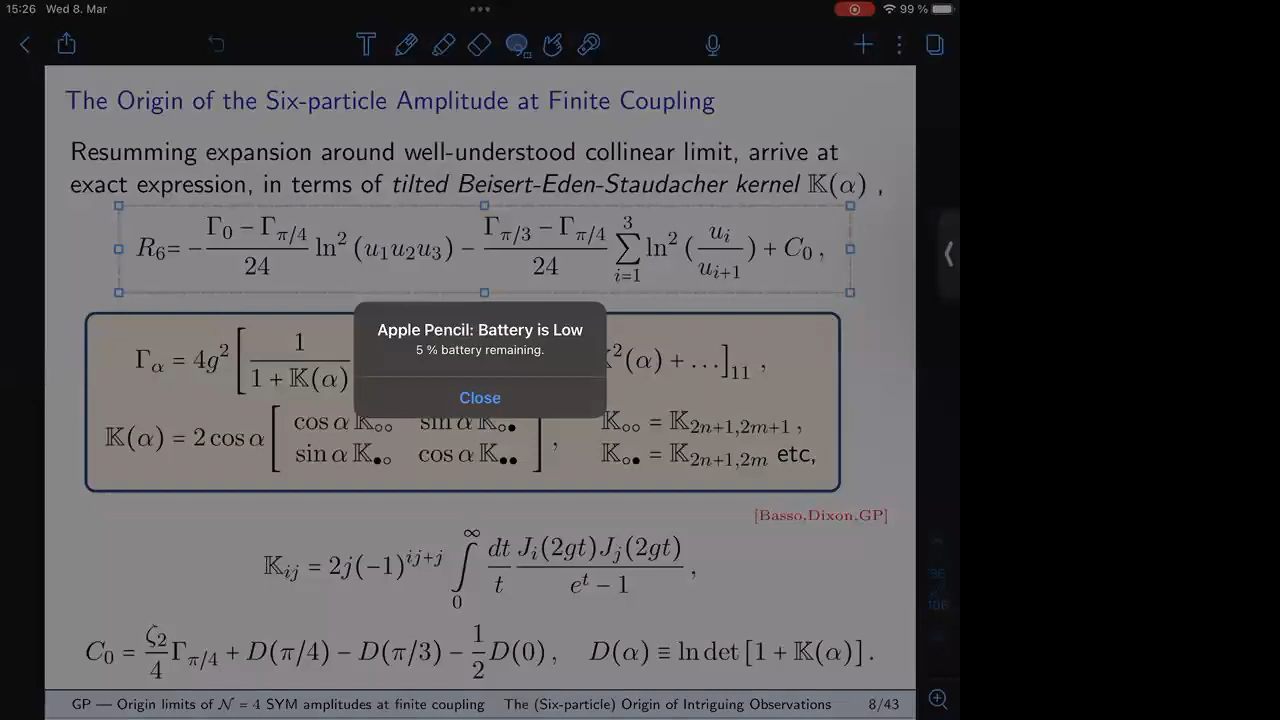 15:26 Wed 8. Mar
99 %
The Origin of the Six-particle Amplitude at Finite Coupling
Resumming expansion around well-understood collinear limit, arrive at
exact expression, in terms of tilted Beisert-Eden-Staudacher kernel 𝕂(α) ,
R₆= − (Γ₀ − Γ_{π/4})/24 ln² (u₁u₂u₃) − (Γ_{π/3} − Γ_{π/4})/24 ∑_{i=1}^{3} ln² (u_i/u_{i+1}) + C₀ ,
Apple Pencil: Battery is Low
5 % battery remaining.
Close
Γ_α = 4g² [ 1/(1 + 𝕂(α)) 𝕂²(α) + …]₁₁ ,
𝕂(α) = 2 cos α [ cos α 𝕂∘∘ sin α 𝕂∘• , 𝕂∘∘ = 𝕂_{2n+1,2m+1} ,
sin α 𝕂•∘ cos α 𝕂•• ] 𝕂∘• = 𝕂_{2n+1,2m} etc,
[Basso,Dixon,GP]
𝕂_{ij} = 2j(−1)^{ij+j} ∫_0^∞ dt/t J_i(2gt)J_j(2gt)/(e^t − 1) ,
C₀ = ζ₂/4 Γ_{π/4} + D(π/4) − D(π/3) − 1/2 D(0) , D(α) ≡ ln det [1 + 𝕂(α)] .
GP — Origin limits of 𝒩 = 4 SYM amplitudes at finite coupling The (Six-particle) Origin of Intriguing Observations 8/43